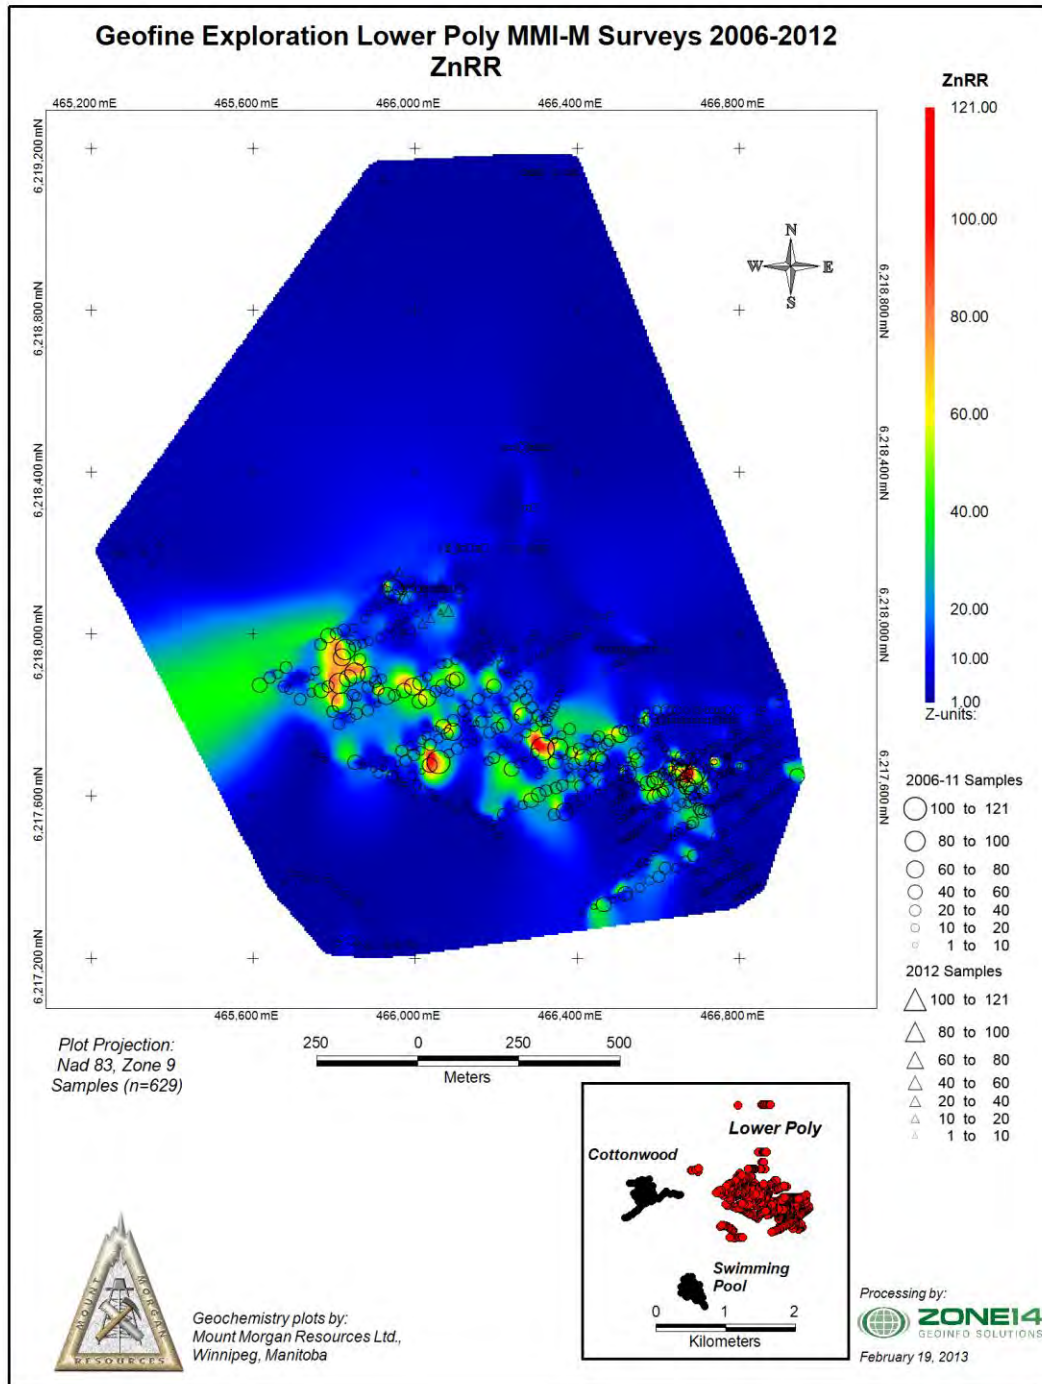 Geofine Exploration Lower Poly MMI-M Surveys 2006-2012
ZnRR
465,200 mE
465,600 mE
466,000 mE
466,400 mE
466,800 mE
6,219,200 mN
6,218,800 mN
6,218,400 mN
6,218,000 mN
6,217,600 mN
6,217,200 mN
N
W
E
S
6,218,800 mN
6,218,400 mN
6,218,000 mN
6,217,600 mN
465,600 mE
466,000 mE
466,400 mE
466,800 mE
ZnRR
121.00
100.00
80.00
60.00
40.00
20.00
10.00
1.00
Z-units:
2006-11 Samples
100 to 121
80 to 100
60 to 80
40 to 60
20 to 40
10 to 20
1 to 10
2012 Samples
100 to 121
80 to 100
60 to 80
40 to 60
20 to 40
10 to 20
1 to 10
Plot Projection:
Nad 83, Zone 9
Samples (n=629)
250 0 250 500
Meters
Lower Poly
Cottonwood
Swimming
Pool
0 1 2
Kilometers
MOUNT MORGAN
RESOURCES
Geochemistry plots by:
Mount Morgan Resources Ltd.,
Winnipeg, Manitoba
Processing by:
ZONE14
GEOINFO SOLUTIONS
February 19, 2013